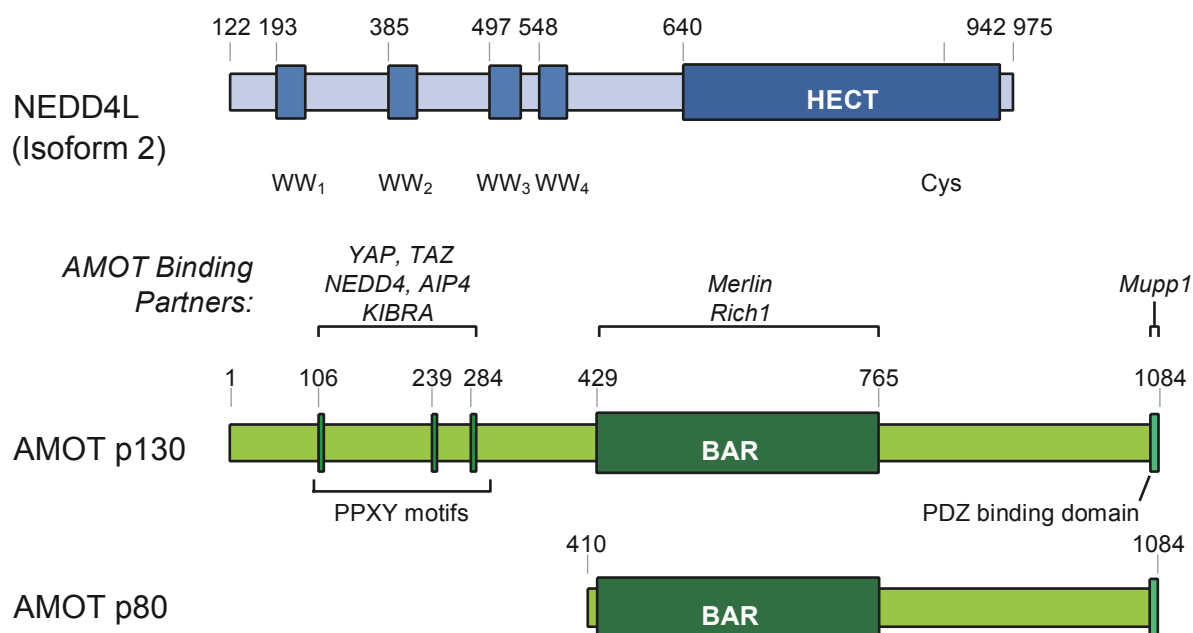 122 193 385 497 548 640 942 975
NEDD4L
(Isoform 2)
HECT
WW₁ WW₂ WW₃ WW₄ Cys
AMOT Binding
Partners:
YAP, TAZ
NEDD4, AIP4
KIBRA
Merlin
Rich1
Mupp1
1 106 239 284 429 765 1084
AMOT p130
BAR
PPXY motifs
PDZ binding domain
410 1084
AMOT p80
BAR